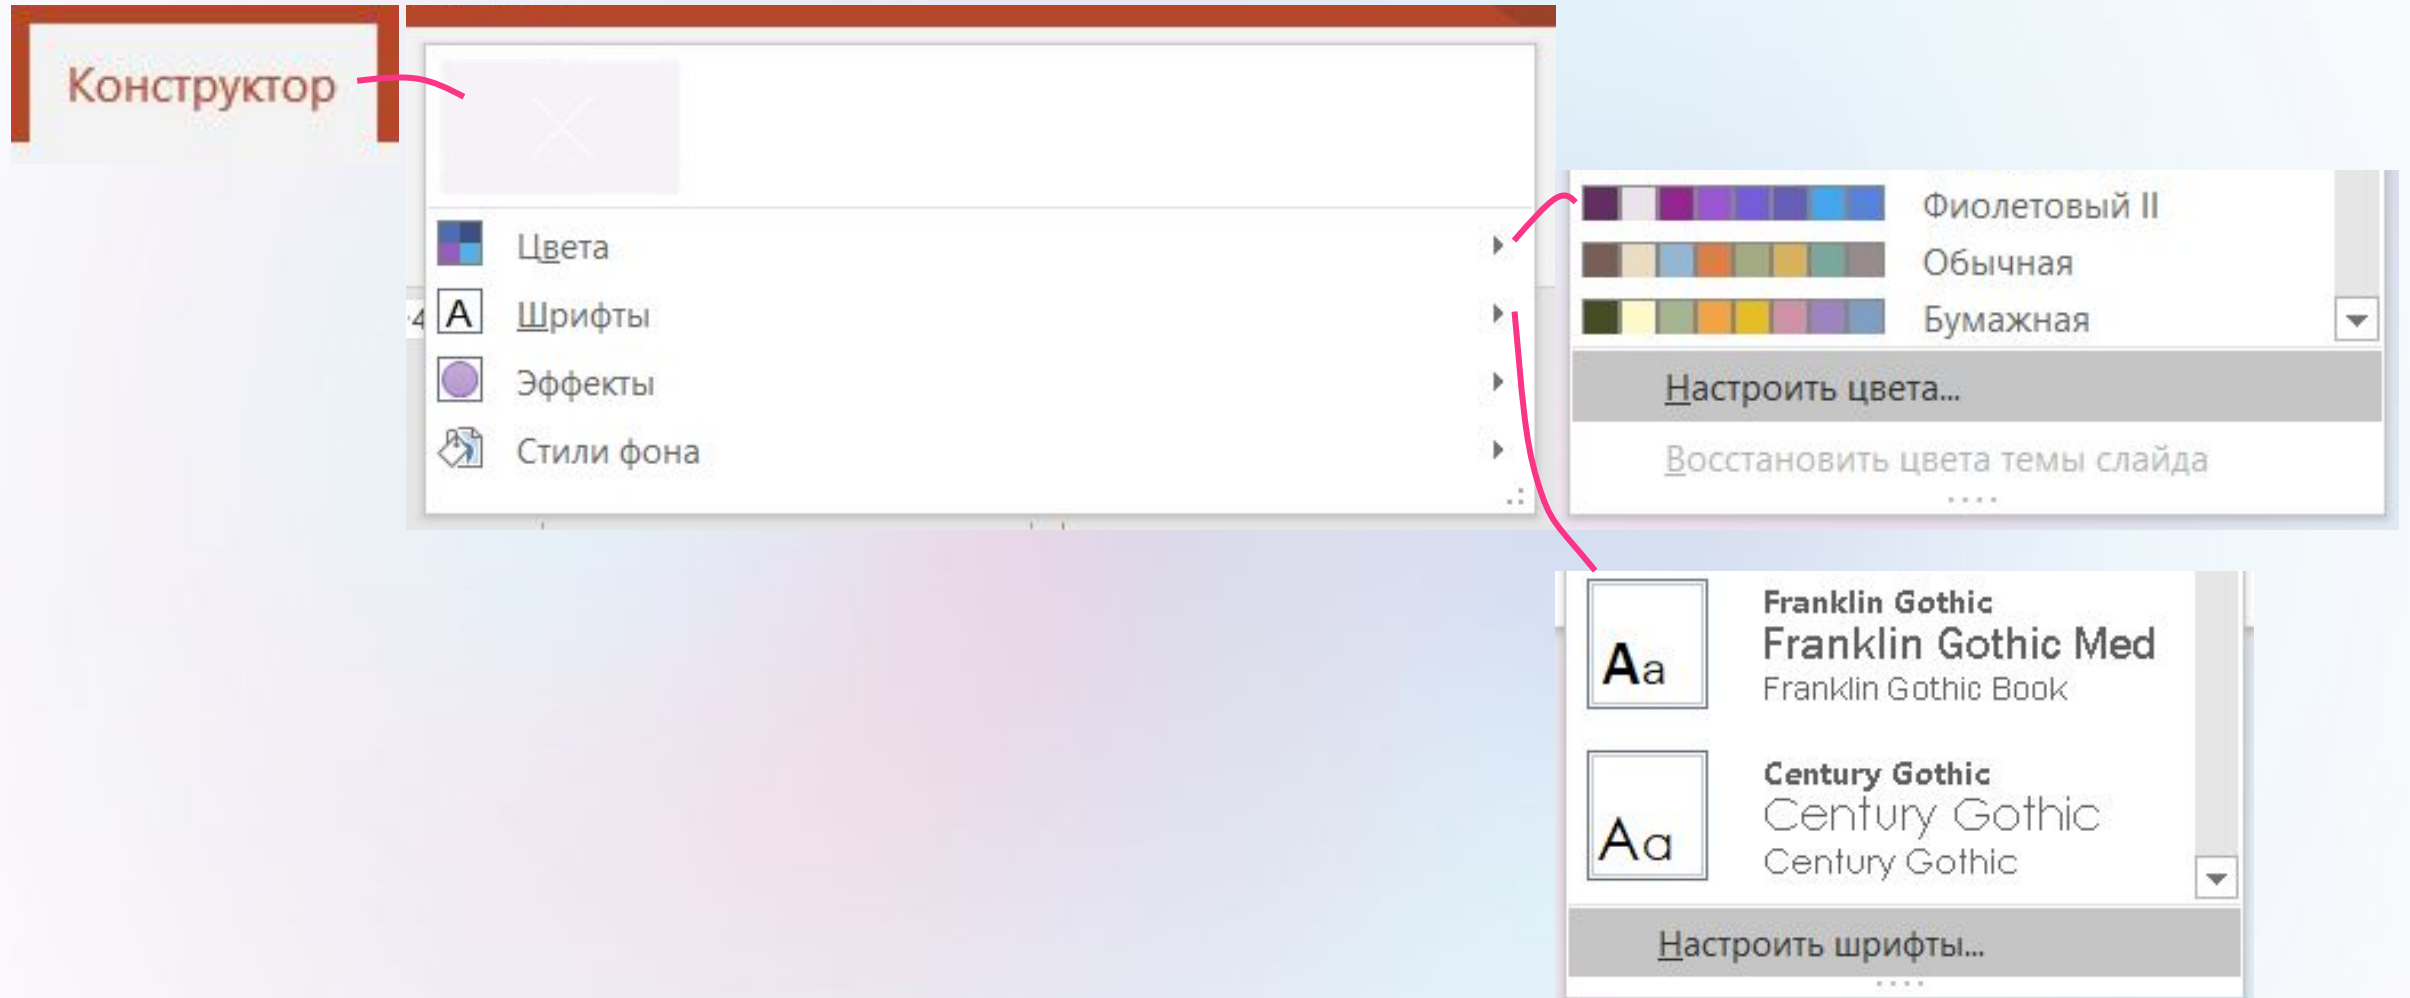 Конструктор
Цвета
4
A
Шрифты
Эффекты
Стили фона
Фиолетовый II
Обычная
Бумажная
Настроить цвета...
Восстановить цвета темы слайда
Franklin Gothic
Franklin Gothic Med
Aa
Franklin Gothic Book
Century Gothic
Century Gothic
Aa
Century Gothic
Настроить шрифты...